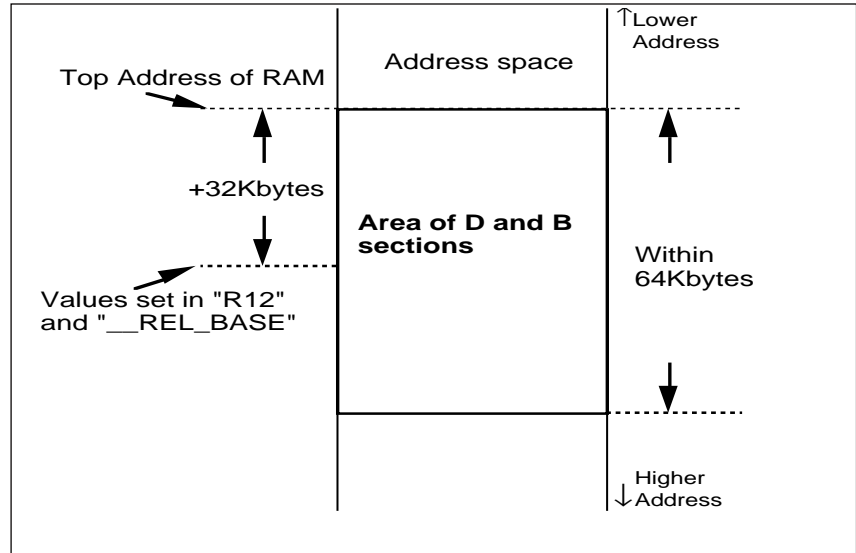 ↑Lower
Address
Address space
Top Address of RAM
+32Kbytes
Area of D and B
sections
Within
64Kbytes
Values set in "R12"
and "__REL_BASE"
Higher
↓ Address